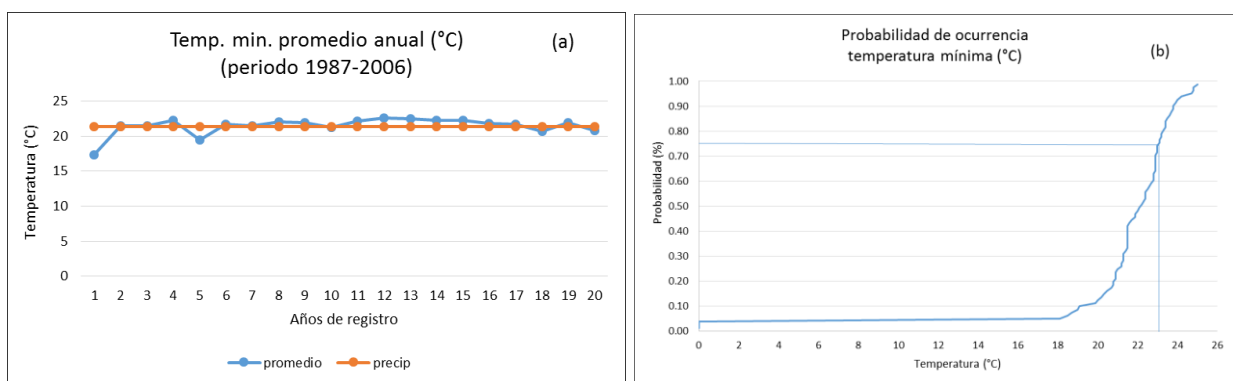 Temp. min. promedio anual (°C)
(periodo 1987-2006)
(a)
25
20
15
10
5
0
Temperatura (°C)
1 2 3 4 5 6 7 8 9 10 11 12 13 14 15 16 17 18 19 20
Años de registro
promedio precip
Probabilidad de ocurrencia
temperatura mínima (°C)
(b)
1.00
0.90
0.80
0.70
0.60
0.50
0.40
0.30
0.20
0.10
0.00
Probabilidad (%)
0 2 4 6 8 10 12 14 16 18 20 22 24 26
Temperatura (°C)